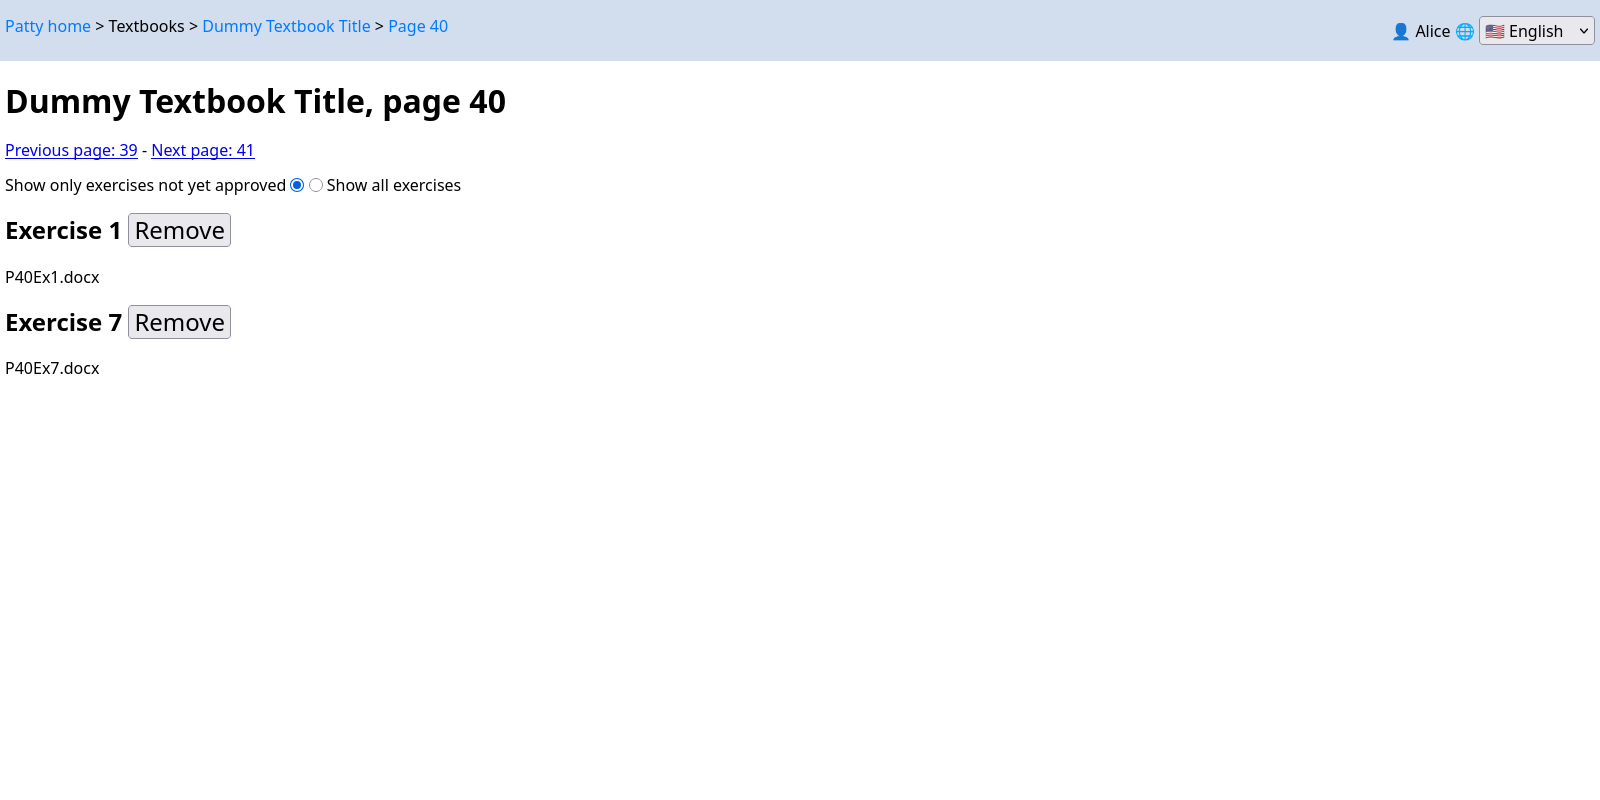 Patty home > Textbooks > Dummy Textbook Title > Page 40
👤 Alice 🌐 🇺🇸 English
Dummy Textbook Title, page 40
Previous page: 39 - Next page: 41
Show only exercises not yet approved Show all exercises
Exercise 1 Remove
P40Ex1.docx
Exercise 7 Remove
P40Ex7.docx